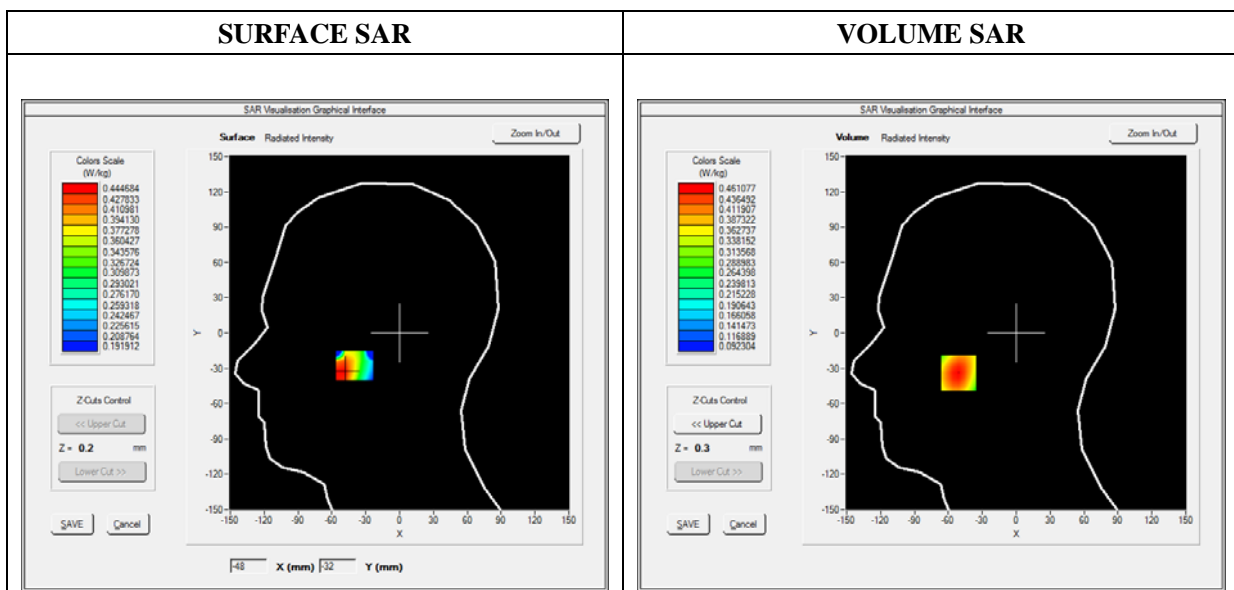 SURFACE SAR
VOLUME SAR
SAR Visualisation Graphical Interface
Surface Radiated Intensity
Zoom In/Out
Colors Scale
(W/kg)
0.444684
0.427833
0.410981
0.394130
0.377278
0.360427
0.343576
0.326724
0.309873
0.293021
0.276170
0.259318
0.242467
0.225615
0.208764
0.191912
Z-Cuts Control
<< Upper Cut
Z = 0.2 mm
Lower Cut >>
SAVE Cancel
150
120
90
60
30
0
-30
-60
-90
-120
-150
Y
-150 -120 -90 -60 -30 0 30 60 90 120 150
X
-48 X (mm) -32 Y (mm)
SAR Visualisation Graphical Interface
Volume Radiated Intensity
Zoom In/Out
Colors Scale
(W/kg)
0.461077
0.436492
0.411907
0.387322
0.362737
0.338152
0.313568
0.288983
0.264398
0.239813
0.215228
0.190643
0.166058
0.141473
0.116889
0.092304
Z-Cuts Control
<< Upper Cut
Z = 0.3 mm
Lower Cut >>
SAVE Cancel
150
120
90
60
30
0
-30
-60
-90
-120
-150
Y
-150 -120 -90 -60 -30 0 30 60 90 120 150
X